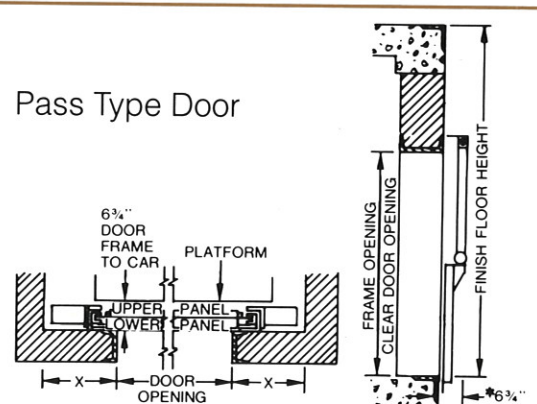 Pass Type Door
6¾"
DOOR
FRAME
TO CAR
PLATFORM
UPPER PANEL
LOWER PANEL
X
DOOR
OPENING
X
FRAME OPENING
CLEAR DOOR OPENING
FINISH FLOOR HEIGHT
*6¾"